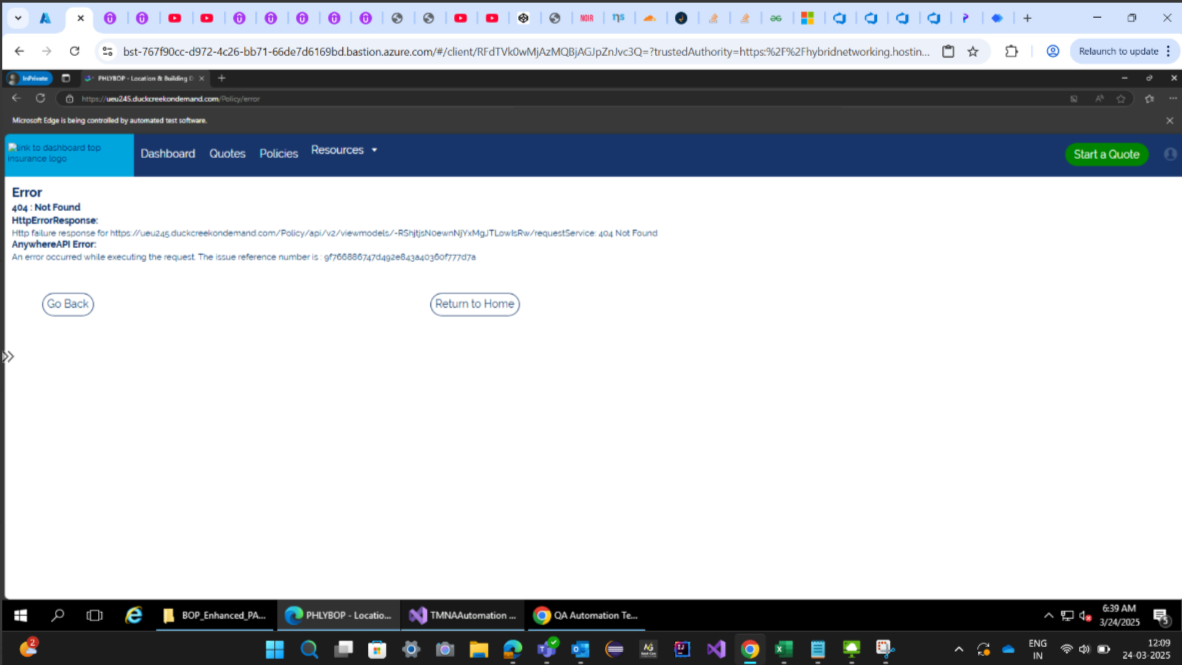 bst-767f90cc-d972-4c26-bb71-66de7d6169bd.bastion.azure.com/#/client/RFdTVk0wMjAzMQBjAGJpZnJvc3Q=?trustedAuthority=https:%2F%2Fhybridnetworking.hostin...
Relaunch to update
InPrivate
PHLYBOP - Location & Building D
https://ueu245.duckcreekondemand.com/Policy/error
Microsoft Edge is being controlled by automated test software.
link to dashboard top
insurance logo
Dashboard
Quotes
Policies
Resources
Start a Quote
Error
404 : Not Found
HttpErrorResponse:
Http failure response for https://ueu245.duckcreekondemand.com/Policy/api/v2/viewmodels/-RShjtjsN0ewnNjYxMgJTLowIsRw/requestService: 404 Not Found
AnywhereAPI Error:
An error occurred while executing the request. The issue reference number is : 9f766886747d492e843a40360f777d7a
Go Back
Return to Home
BOP_Enhanced_PA...
PHLYBOP - Locatio...
TMNAAutomation ...
QA Automation Te...
6:39 AM
3/24/2025
5
2
ENG
IN
12:09
24-03-2025